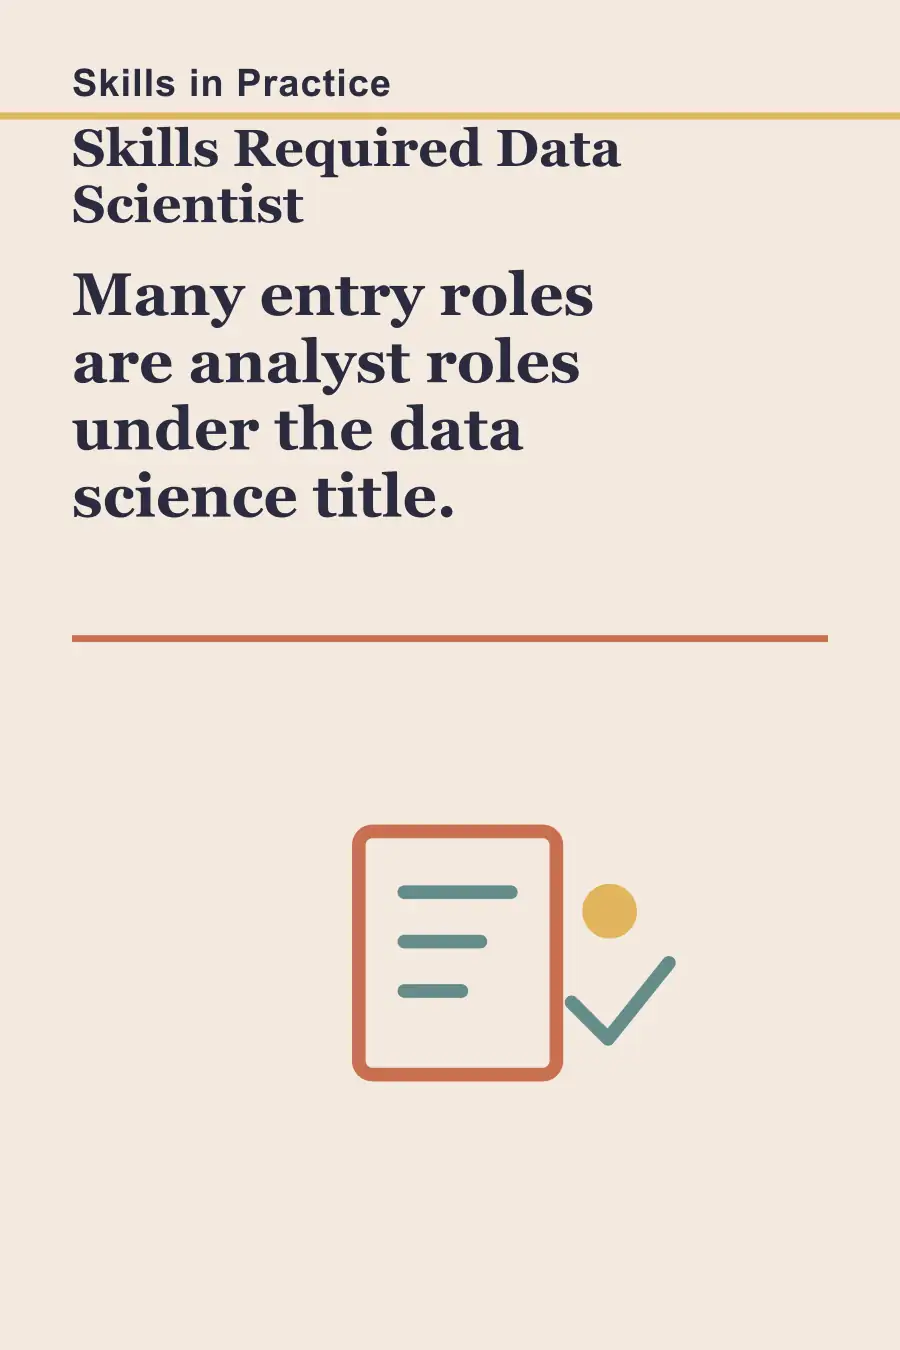 Skills in Practice
Skills Required Data
Scientist
Many entry roles
are analyst roles
under the data
science title.